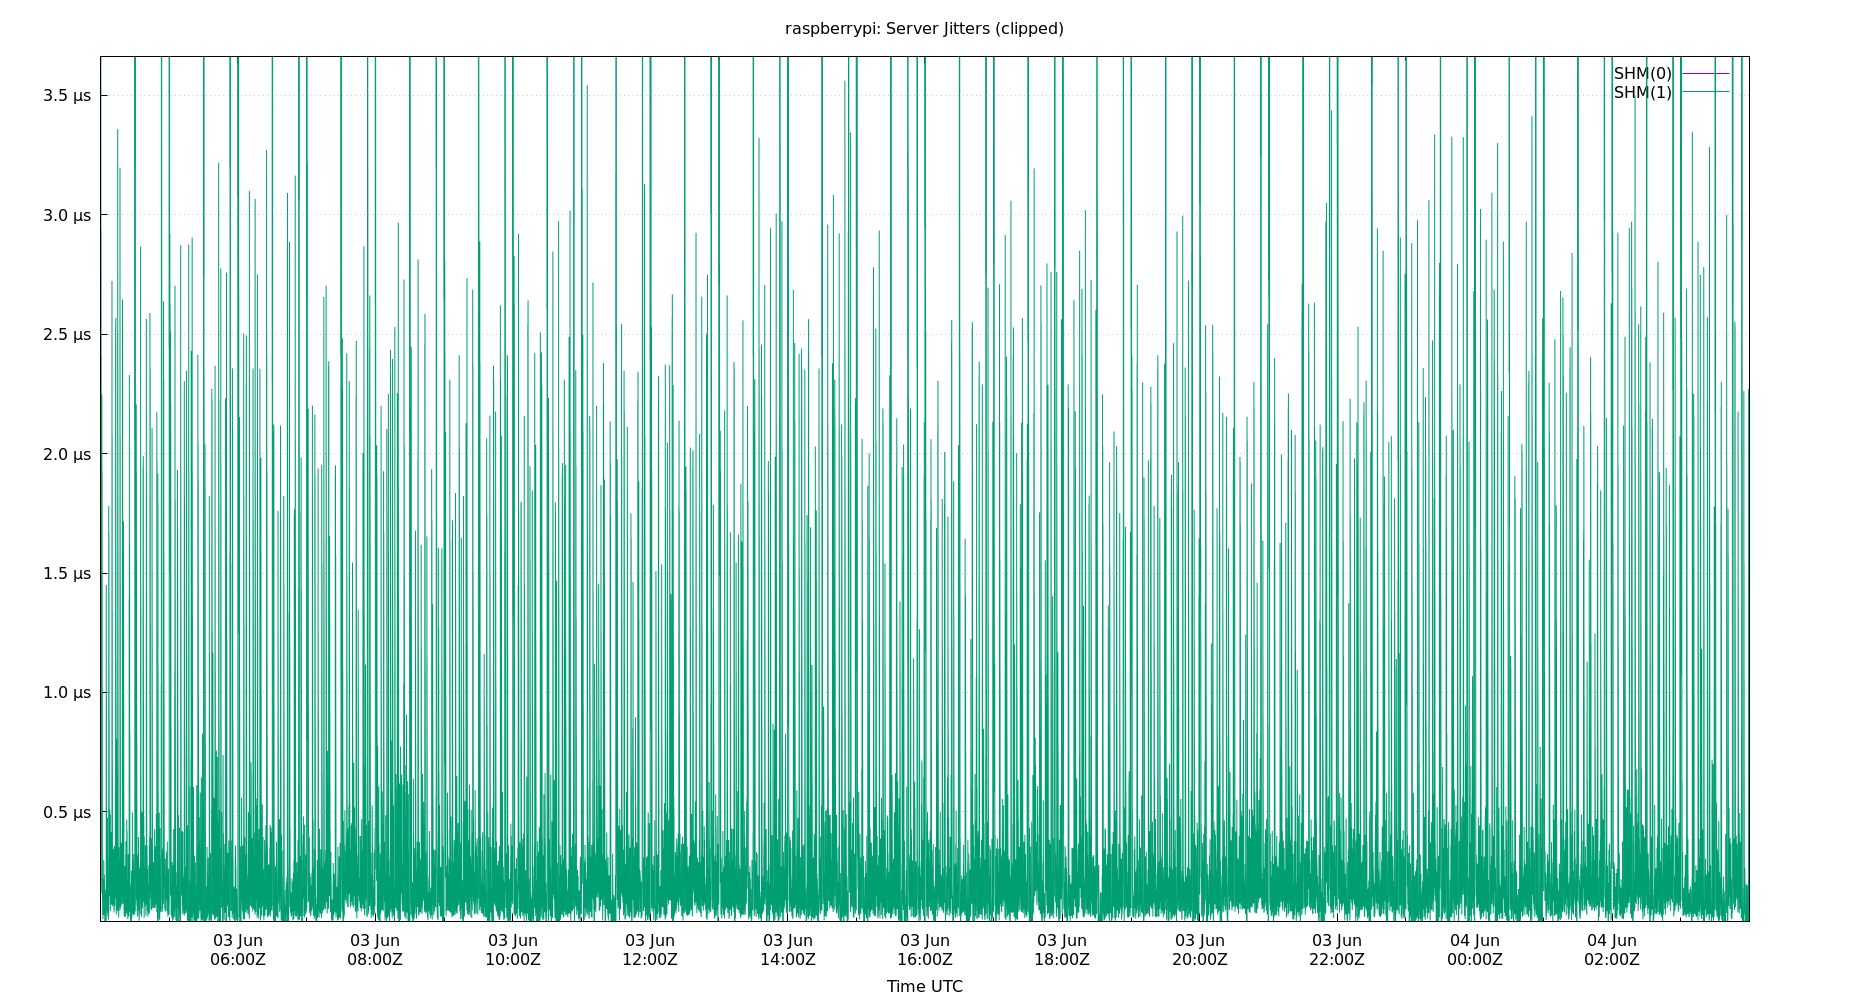 raspberrypi: Server Jitters (clipped)
SHM(0)
SHM(1)
3.5 µs
3.0 µs
2.5 µs
2.0 µs
1.5 µs
1.0 µs
0.5 µs
03 Jun 03 Jun 03 Jun 03 Jun 03 Jun 03 Jun 03 Jun 03 Jun 03 Jun 04 Jun 04 Jun
06:00Z 08:00Z 10:00Z 12:00Z 14:00Z 16:00Z 18:00Z 20:00Z 22:00Z 00:00Z 02:00Z
Time UTC